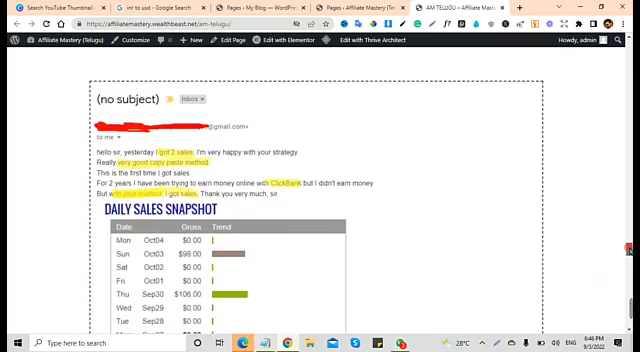 Search YouTube Thumbnail
inr to usd - Google Search
Pages ‹ My Blog — WordPr
Pages ‹ Affiliate Mastery (Te
AM TELUGU – Affiliate Maste
https://affiliatemastery.wealthbeast.net/am-telugu/
Affiliate Mastery (Telugu)
Customize
0
New
Edit Page
Edit with Elementor
Edit with Thrive Architect
Howdy, admin
(no subject)
Inbox ×
@gmail.com>
to me
hello sir, yesterday I got 2 sales, I'm very happy with your strategy
Really very good copy paste method
This is the first time I got sales
For 2 years I have been trying to earn money online with ClickBank but I didn't earn money
But with your method, I got sales, Thank you very much, sir
DAILY SALES SNAPSHOT
Date Gross Trend
Mon Oct04 $0.00
Sun Oct03 $98.00
Sat Oct02 $0.00
Fri Oct01 $0.00
Thu Sep30 $106.00
Wed Sep29 $0.00
Tue Sep28 $0.00
Type here to search
28°C
ENG
6:46 PM
9/3/2022